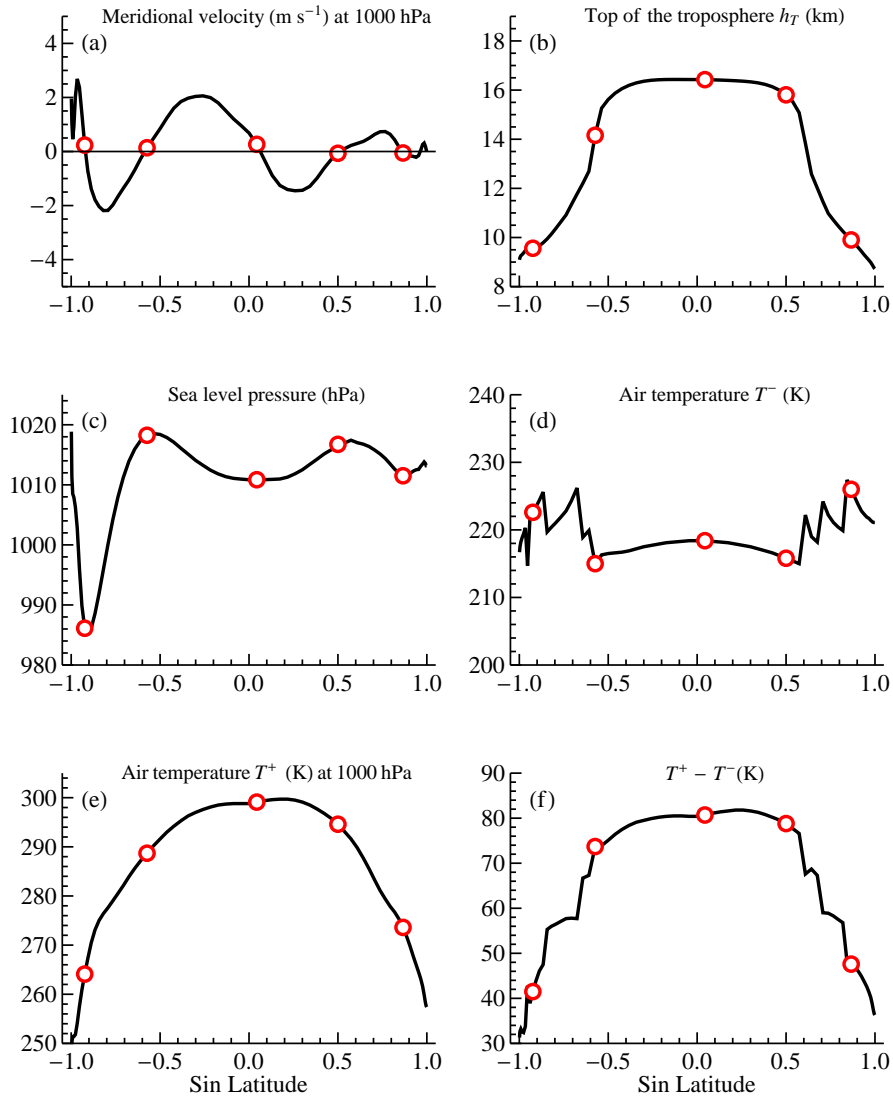 Meridional velocity (m s⁻¹) at 1000 hPa
(a)
4
2
0
−2
−4
−1.0 −0.5 0.0 0.5 1.0
Top of the troposphere h_T (km)
(b)
18
16
14
12
10
8
−1.0 −0.5 0.0 0.5 1.0
Sea level pressure (hPa)
(c)
1020
1010
1000
990
980
−1.0 −0.5 0.0 0.5 1.0
Air temperature T⁻ (K)
(d)
240
230
220
210
200
−1.0 −0.5 0.0 0.5 1.0
Air temperature T⁺ (K) at 1000 hPa
(e)
300
290
280
270
260
250
−1.0 −0.5 0.0 0.5 1.0
Sin Latitude
T⁺ − T⁻(K)
(f)
90
80
70
60
50
40
30
−1.0 −0.5 0.0 0.5 1.0
Sin Latitude